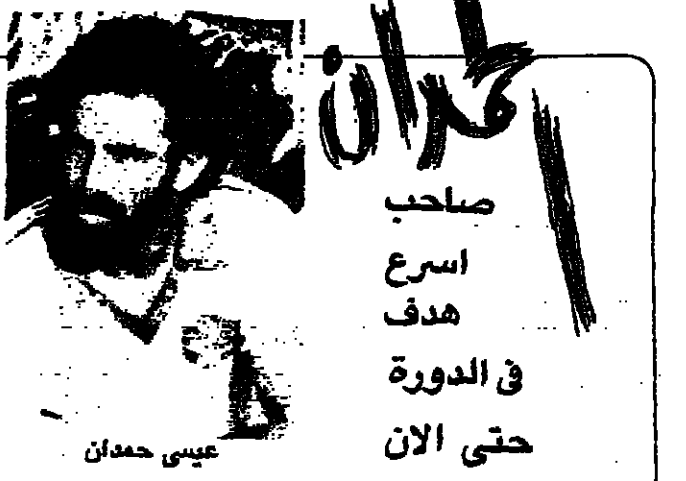 حمدان
صاحب
اسرع
هدف
فى الدورة
حتى الان
عيسى حمدان